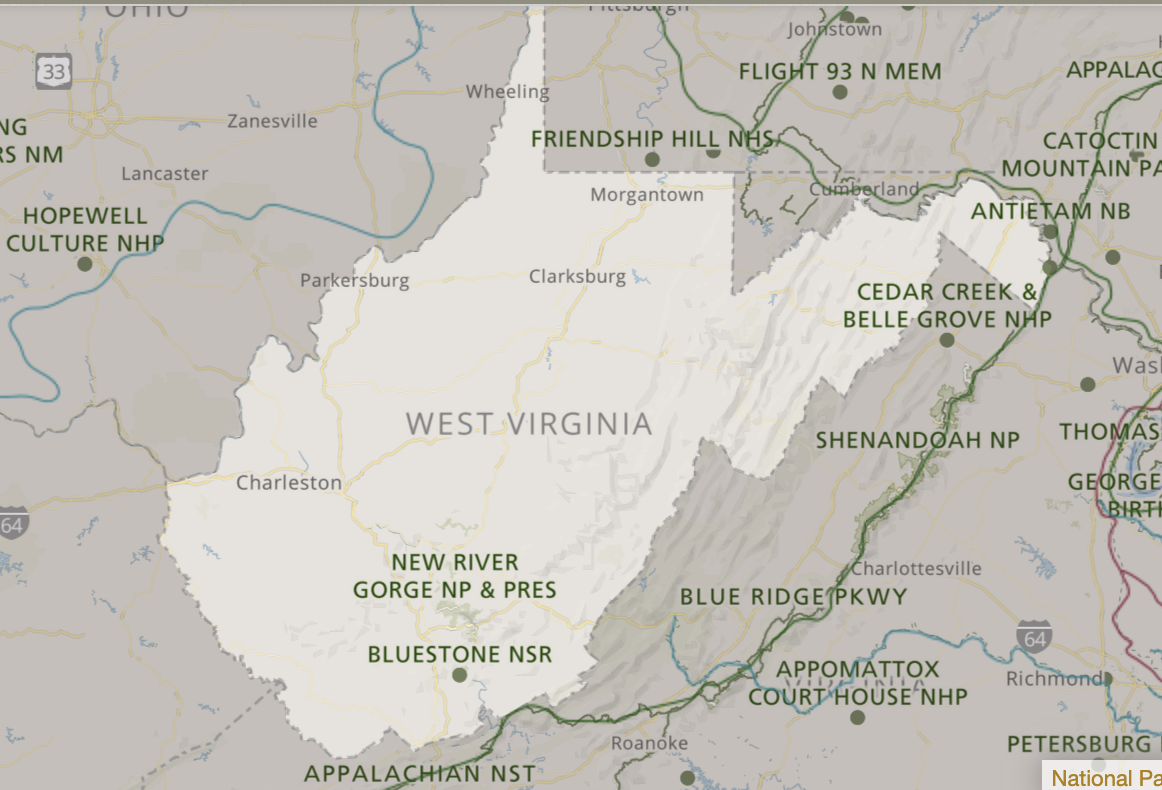 OHIO
Pittsburgh
Johnstown
33
FLIGHT 93 N MEM
APPALAC
Wheeling
Zanesville
NG
RS NM
FRIENDSHIP HILL NHS
CATOCTIN
MOUNTAIN PA
Lancaster
Morgantown
Cumberland
HOPEWELL
CULTURE NHP
ANTIETAM NB
Parkersburg
Clarksburg
CEDAR CREEK &
BELLE GROVE NHP
Wash
WEST VIRGINIA
SHENANDOAH NP
THOMAS
Charleston
GEORGE
BIRTH
64
NEW RIVER
GORGE NP & PRES
Charlottesville
BLUE RIDGE PKWY
64
BLUESTONE NSR
APPOMATTOX
COURT HOUSE NHP
VIRGINIA
Richmond
Roanoke
PETERSBURG
APPALACHIAN NST
National Pa